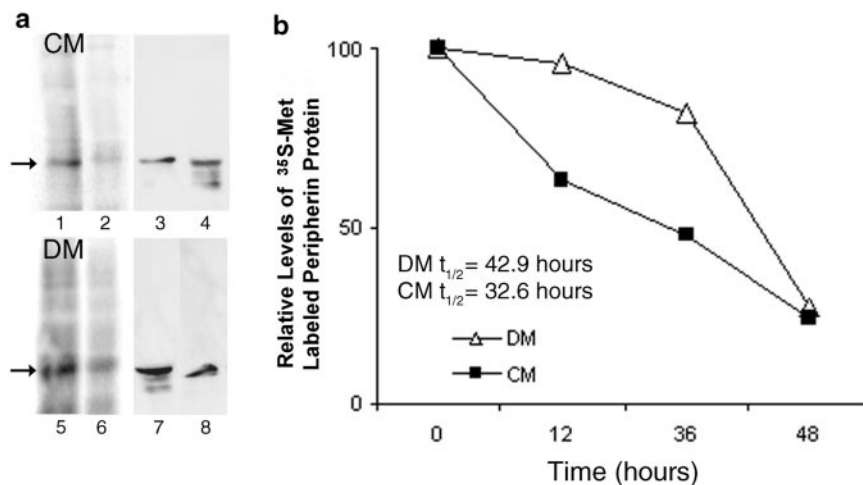 a
CM
1 2 3 4
DM
5 6 7 8
b
Relative Levels of ³⁵S-Met
Labeled Peripherin Protein
100
50
0
DM t1/2= 42.9 hours
CM t1/2= 32.6 hours
DM
CM
0 12 36 48
Time (hours)